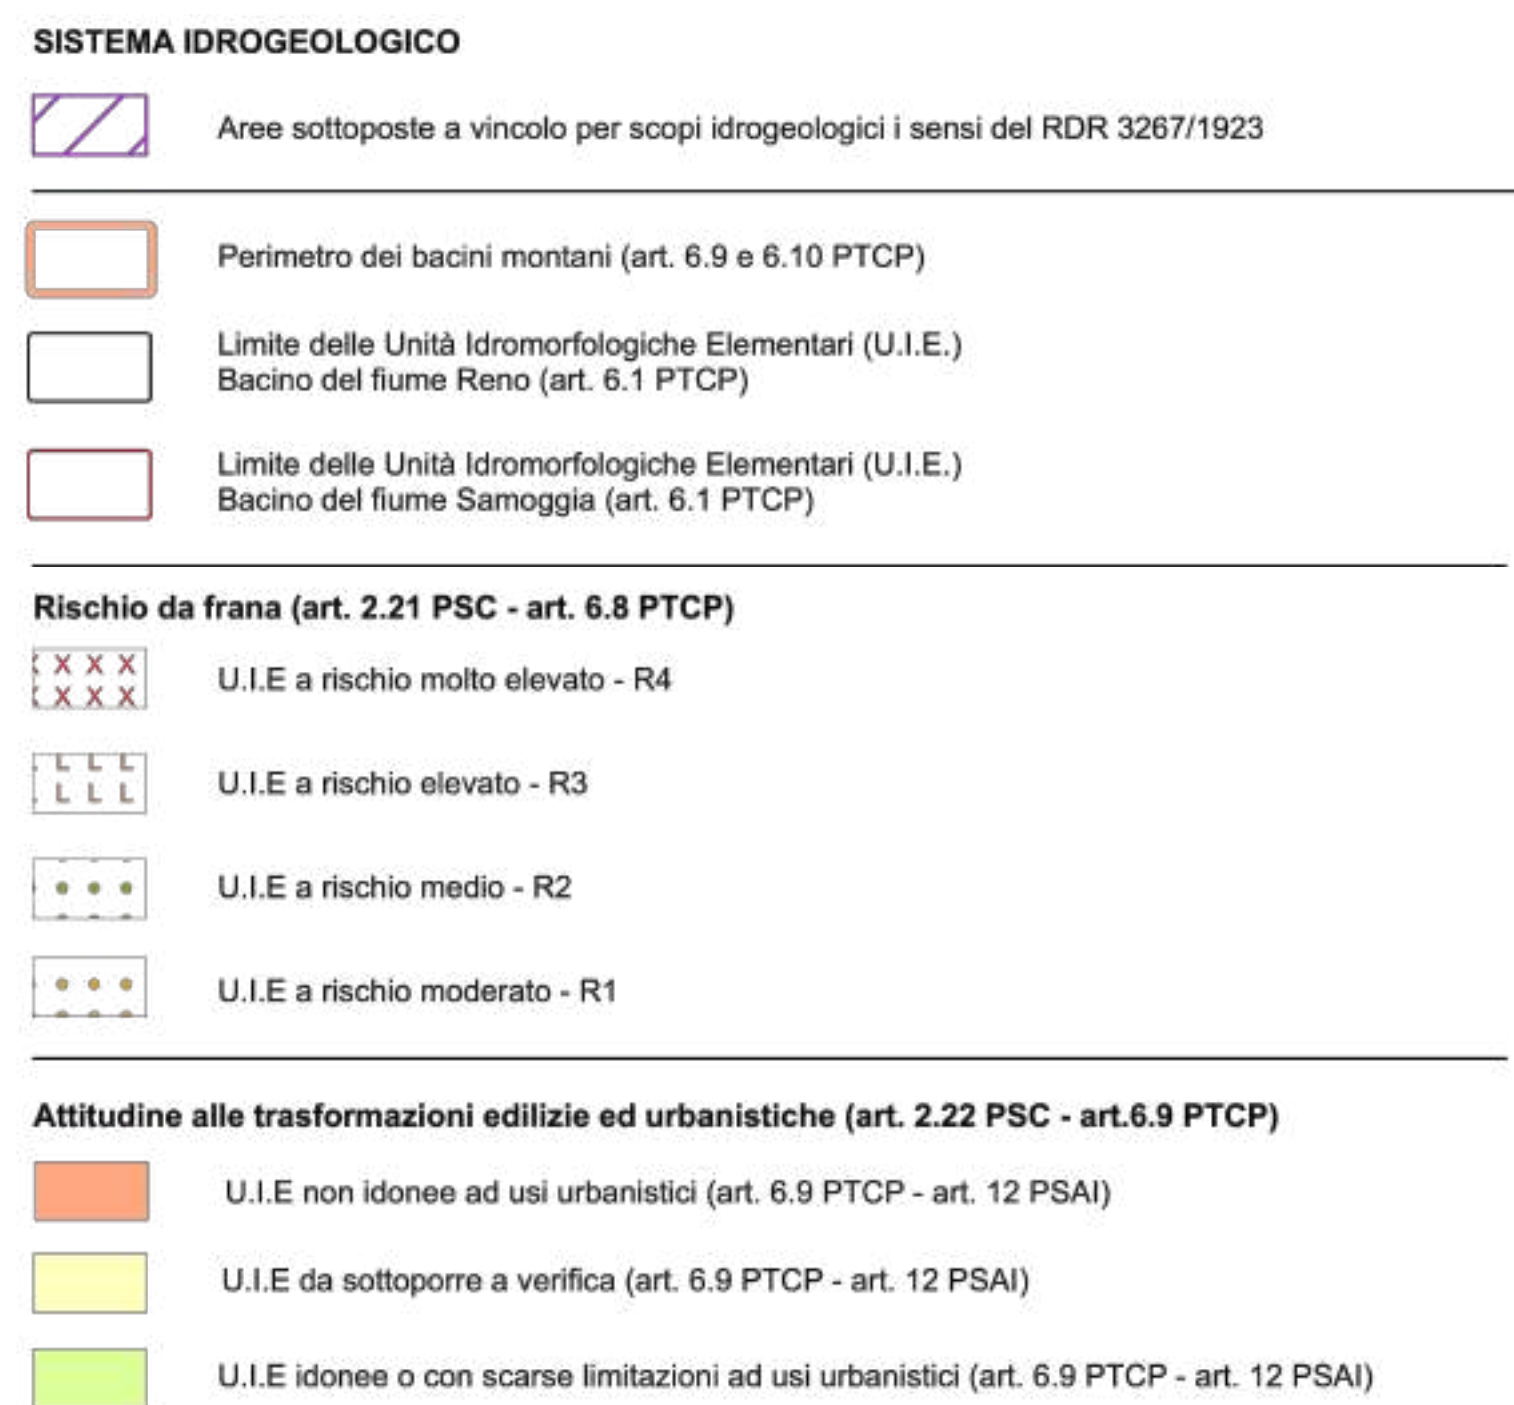 SISTEMA IDROGEOLOGICO
Aree sottoposte a vincolo per scopi idrogeologici i sensi del RDR 3267/1923
Perimetro dei bacini montani (art. 6.9 e 6.10 PTCP)
Limite delle Unità Idromorfologiche Elementari (U.I.E.)
Bacino del fiume Reno (art. 6.1 PTCP)
Limite delle Unità Idromorfologiche Elementari (U.I.E.)
Bacino del fiume Samoggia (art. 6.1 PTCP)
Rischio da frana (art. 2.21 PSC - art. 6.8 PTCP)
U.I.E a rischio molto elevato - R4
U.I.E a rischio elevato - R3
U.I.E a rischio medio - R2
U.I.E a rischio moderato - R1
Attitudine alle trasformazioni edilizie ed urbanistiche (art. 2.22 PSC - art.6.9 PTCP)
U.I.E non idonee ad usi urbanistici (art. 6.9 PTCP - art. 12 PSAI)
U.I.E da sottoporre a verifica (art. 6.9 PTCP - art. 12 PSAI)
U.I.E idonee o con scarse limitazioni ad usi urbanistici (art. 6.9 PTCP - art. 12 PSAI)